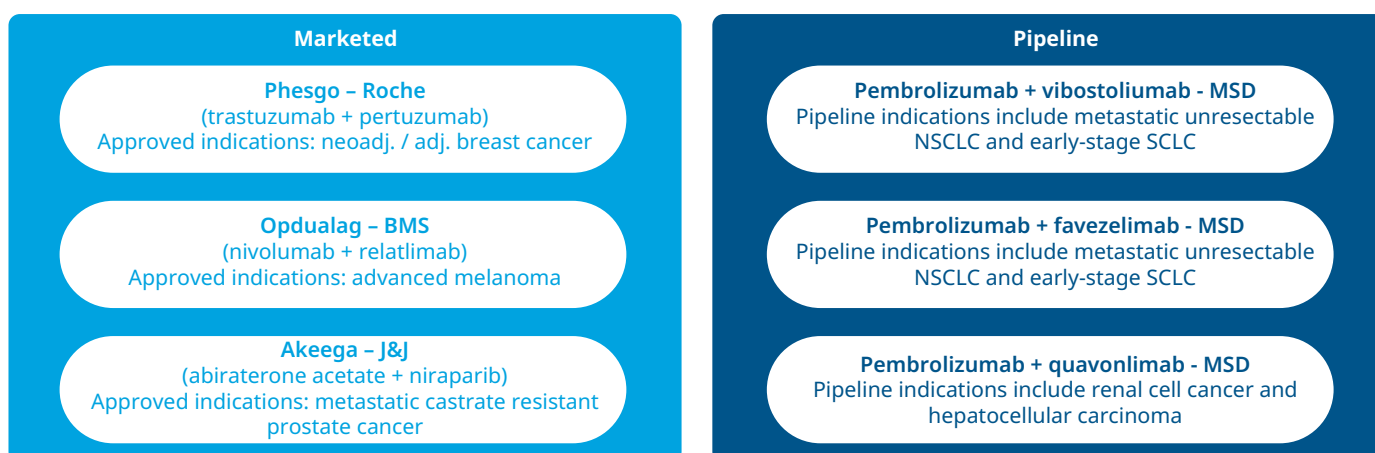 Marketed
Phesgo – Roche
(trastuzumab + pertuzumab)
Approved indications: neoadj. / adj. breast cancer
Opdualag – BMS
(nivolumab + relatlimab)
Approved indications: advanced melanoma
Akeega – J&J
(abiraterone acetate + niraparib)
Approved indications: metastatic castrate resistant
prostate cancer
Pipeline
Pembrolizumab + vibostoliumab - MSD
Pipeline indications include metastatic unresectable
NSCLC and early-stage SCLC
Pembrolizumab + favezelimab - MSD
Pipeline indications include metastatic unresectable
NSCLC and early-stage SCLC
Pembrolizumab + quavonlimab - MSD
Pipeline indications include renal cell cancer and
hepatocellular carcinoma